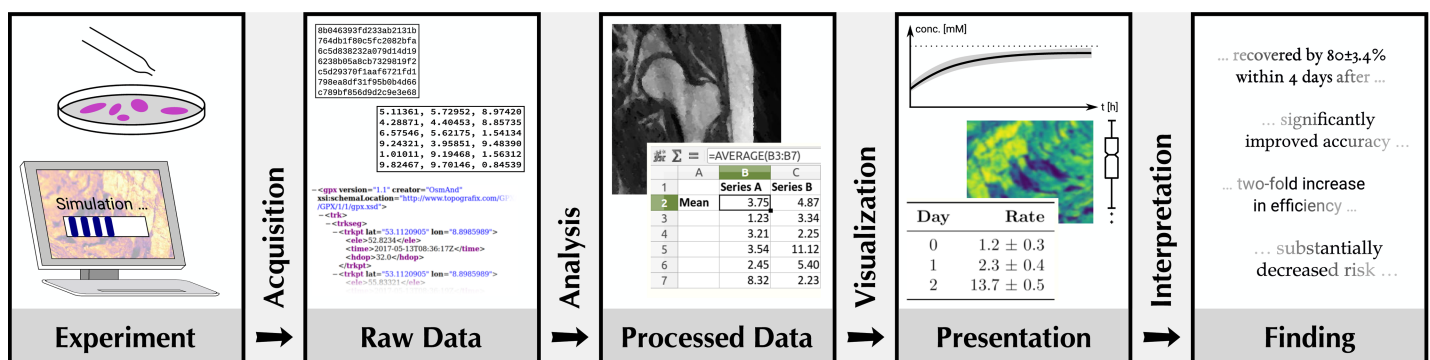 Simulation ...
Experiment
Acquisition
8b046393fd233ab2131b
764db1f80c5fc2082bfa
6c5d838232a079d14d19
6238b05a8cb7329819f2
c5d29370f1aaf6721fd1
798ea8df31f95b0b4d66
c789bf856d9d2c9e3e68
5.11361, 5.72952, 8.97420
4.28871, 4.40453, 8.85735
6.57546, 5.62175, 1.54134
9.24321, 3.95851, 9.48390
1.01011, 9.19468, 1.56312
9.82467, 9.70146, 0.84539
−<gpx version="1.1" creator="OsmAnd"
xsi:schemaLocation="http://www.topografix.com/GP
/GPX/1/1/gpx.xsd">
−<trk>
−<trkseg>
−<trkpt lat="53.1120905" lon="8.8985989">
<ele>52.8234</ele>
<time>2017-05-13T08:36:17Z</time>
<hdop>32.0</hdop>
</trkpt>
−<trkpt lat="53.1120905" lon="8.8985989">
<ele>55.83321</ele>
Raw Data
Analysis
Σ = =AVERAGE(B3:B7)
A B C
1 Series A Series B
2 Mean 3.75 4.87
3 1.23 3.34
4 3.21 2.25
5 3.54 11.12
6 2.45 5.40
7 8.32 2.23
Processed Data
Visualization
conc. [mM]
t [h]
Day Rate
0 1.2 ± 0.3
1 2.3 ± 0.4
2 13.7 ± 0.5
Presentation
Interpretation
... recovered by 80±3.4%
within 4 days after ...
... significantly
improved accuracy ...
... two-fold increase
in efficiency ...
... substantially
decreased risk ...
Finding